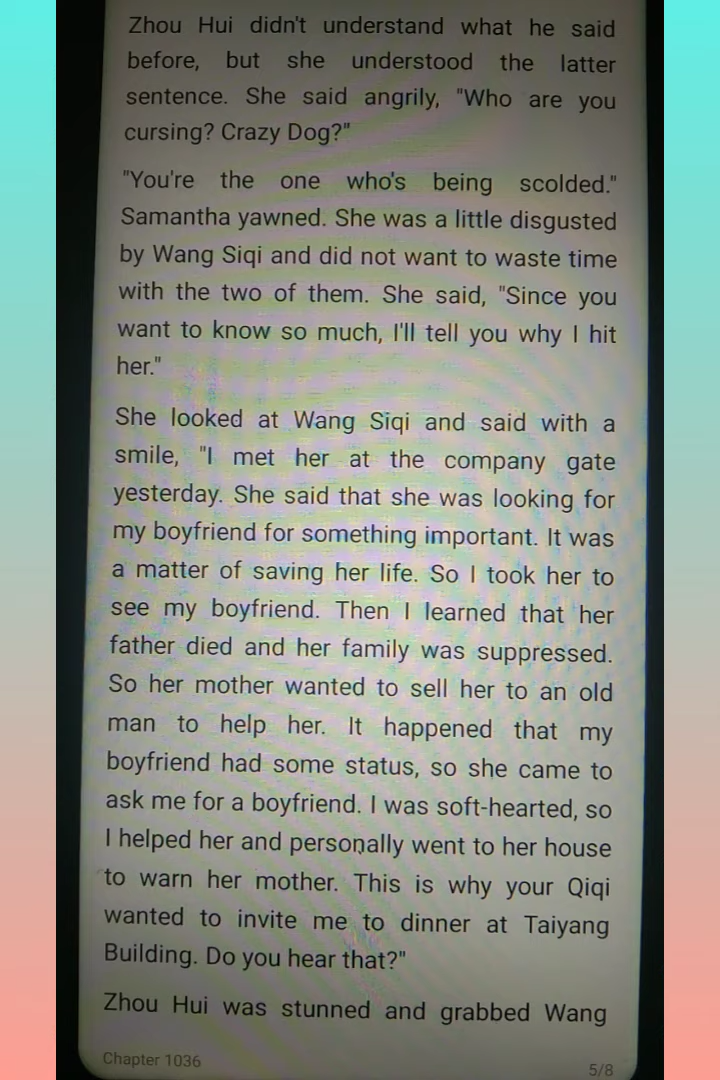 Zhou Hui didn't understand what he said
before, but she understood the latter
sentence. She said angrily, "Who are you
cursing? Crazy Dog?"
"You're the one who's being scolded."
Samantha yawned. She was a little disgusted
by Wang Siqi and did not want to waste time
with the two of them. She said, "Since you
want to know so much, I'll tell you why I hit
her."
She looked at Wang Siqi and said with a
smile, "I met her at the company gate
yesterday. She said that she was looking for
my boyfriend for something important. It was
a matter of saving her life. So I took her to
see my boyfriend. Then I learned that her
father died and her family was suppressed.
So her mother wanted to sell her to an old
man to help her. It happened that my
boyfriend had some status, so she came to
ask me for a boyfriend. I was soft-hearted, so
I helped her and personally went to her house
to warn her mother. This is why your Qiqi
wanted to invite me to dinner at Taiyang
Building. Do you hear that?"
Zhou Hui was stunned and grabbed Wang
Chapter 1036
5/8